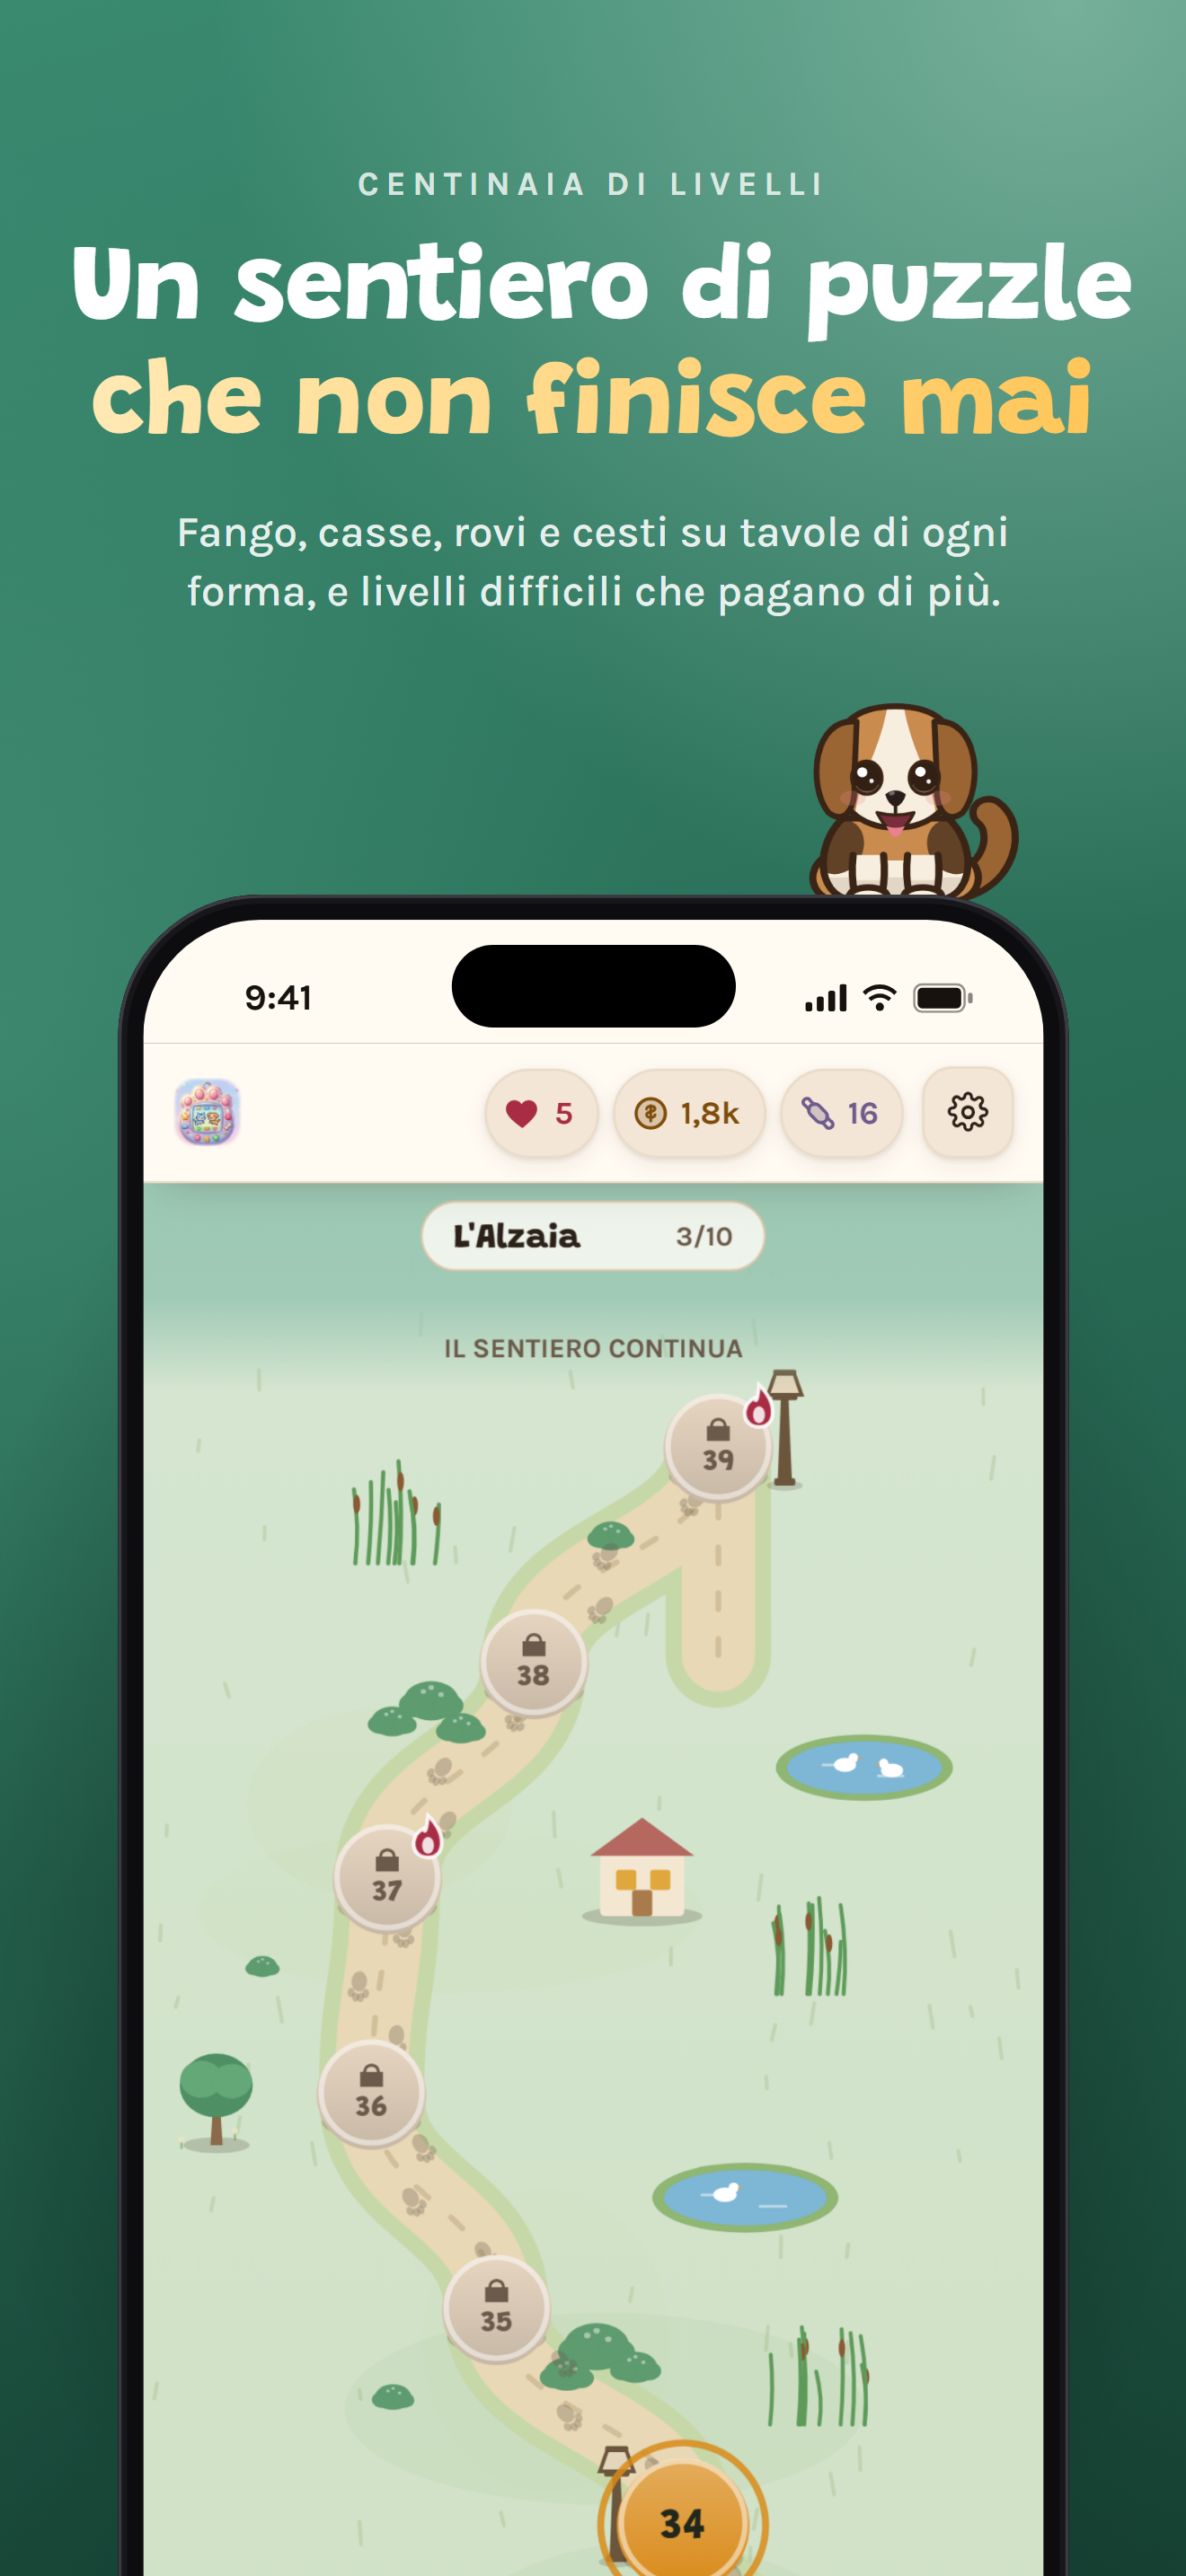 CENTINAIA DI LIVELLI
Un sentiero di puzzle
che non finisce mai
Fango, casse, rovi e cesti su tavole di ogni
forma, e livelli difficili che pagano di più.
9:41
5 1,8k 16
L'Alzaia 3/10
IL SENTIERO CONTINUA
39
38
37
36
35
34